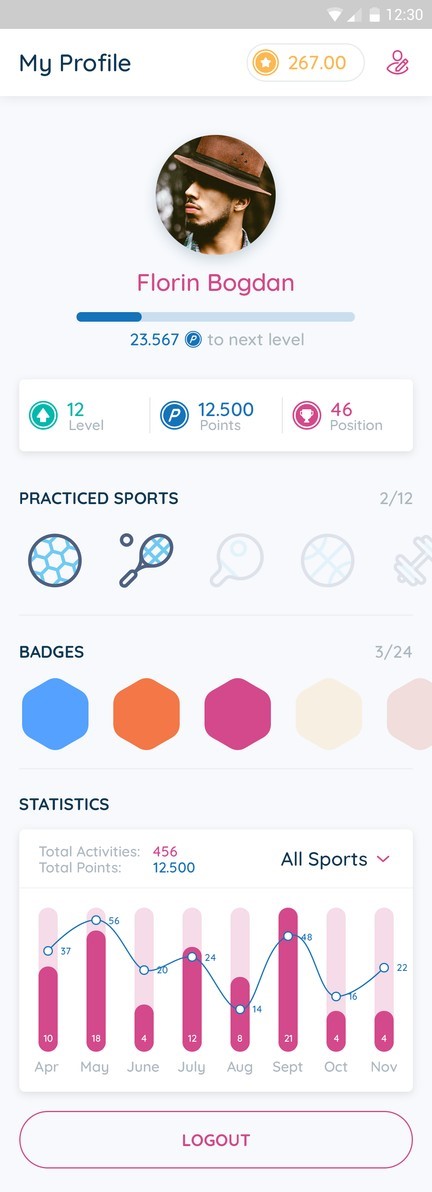 12:30
My Profile
267.00
Florin Bogdan
23.567 P to next level
12
Level
P
12.500
Points
46
Position
PRACTICED SPORTS
2/12
BADGES
3/24
STATISTICS
Total Activities: 456
Total Points: 12.500
All Sports
37
56
20
24
14
48
16
22
10
18
4
12
8
21
4
4
Apr
May
June
July
Aug
Sept
Oct
Nov
LOGOUT